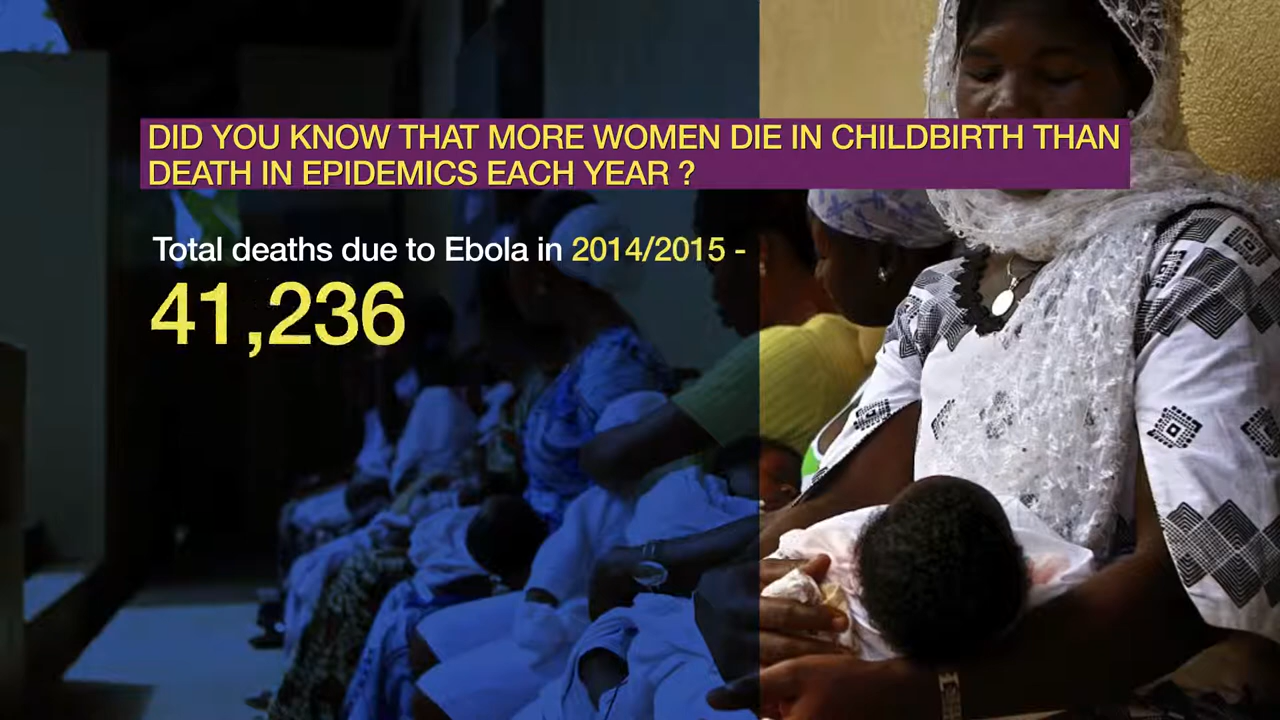 DID YOU KNOW THAT MORE WOMEN DIE IN CHILDBIRTH THAN
DEATH IN EPIDEMICS EACH YEAR ?
Total deaths due to Ebola in 2014/2015 -
41,236